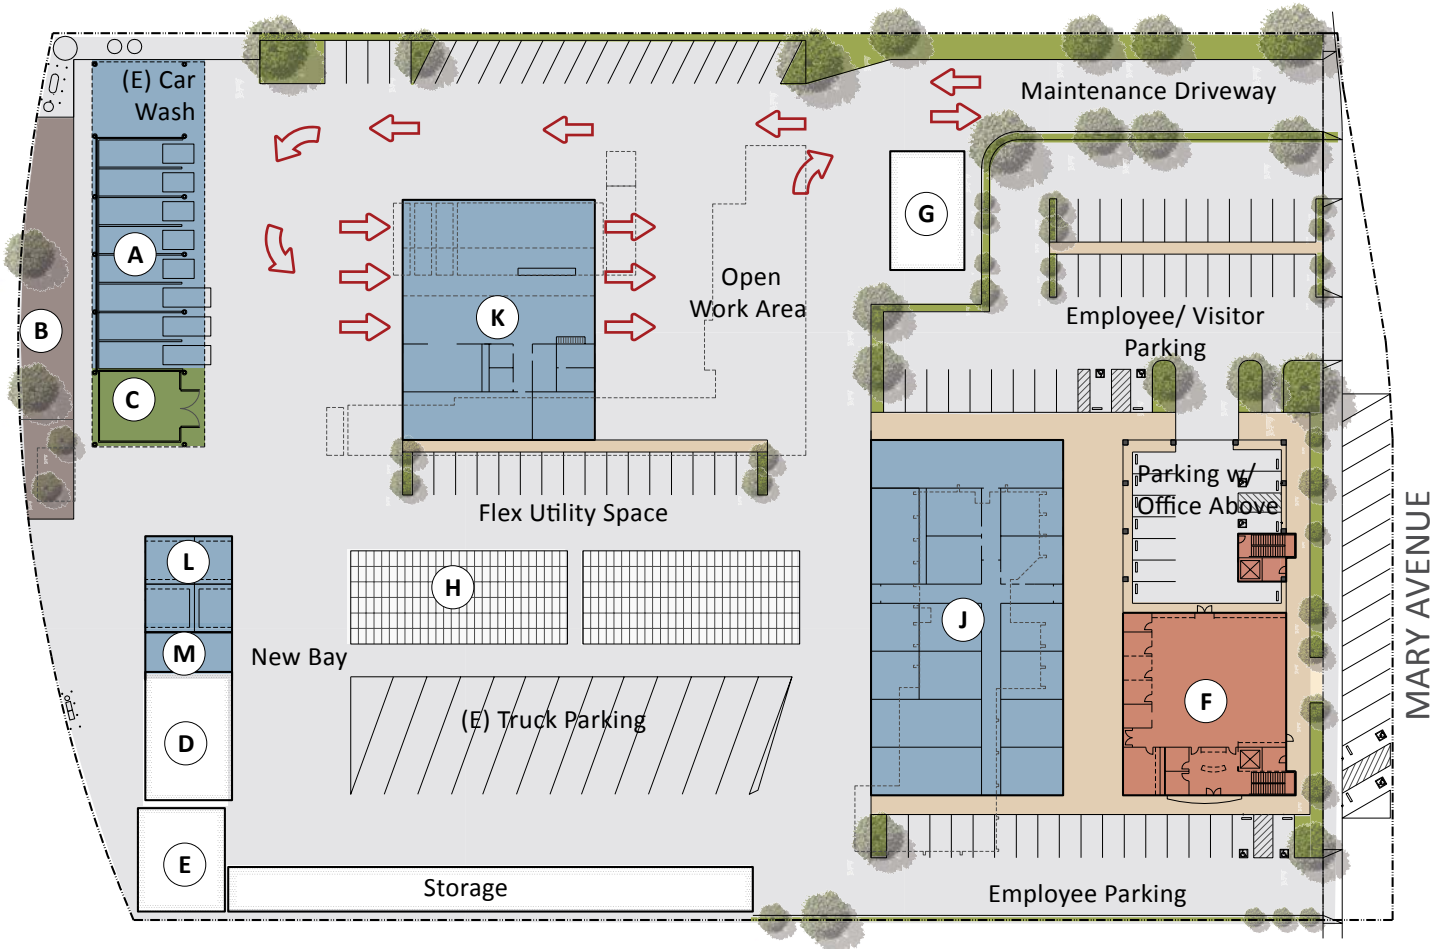 (E) Car
Wash
Maintenance Driveway
G
A
Open
Work Area
K
B
Employee/ Visitor
Parking
C
Parking w/
Office Above
Flex Utility Space
MARY AVENUE
L
H
J
M
New Bay
F
(E) Truck Parking
D
E
Storage
Employee Parking